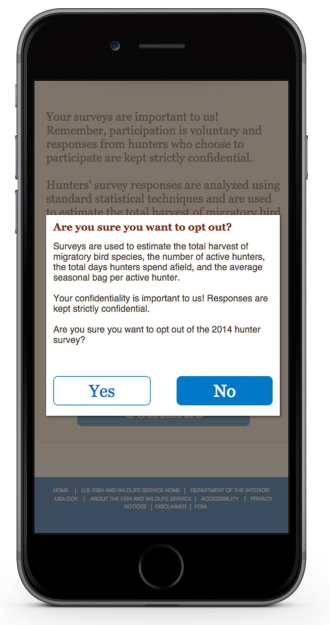 Your surveys are important to us!
Remember, participation is voluntary and
responses from hunters who choose to
participate are kept strictly confidential.
Hunters' survey responses are analyzed using
standard statistical techniques and are used
to estimate the total harvest of migratory bird
Are you sure you want to opt out?
Surveys are used to estimate the total harvest of
migratory bird species, the number of active hunters,
the total days hunters spend afield, and the average
seasonal bag per active hunter.
Your confidentiality is important to us! Responses are
kept strictly confidential.
Are you sure you want to opt out of the 2014 hunter
survey?
Yes
No
HOME | U.S. FISH AND WILDLIFE SERVICE HOME | DEPARTMENT OF THE INTERIOR
USA.GOV | ABOUT THE FISH AND WILDLIFE SERVICE | ACCESSIBILITY | PRIVACY
NOTICES | DISCLAIMER | FOIA